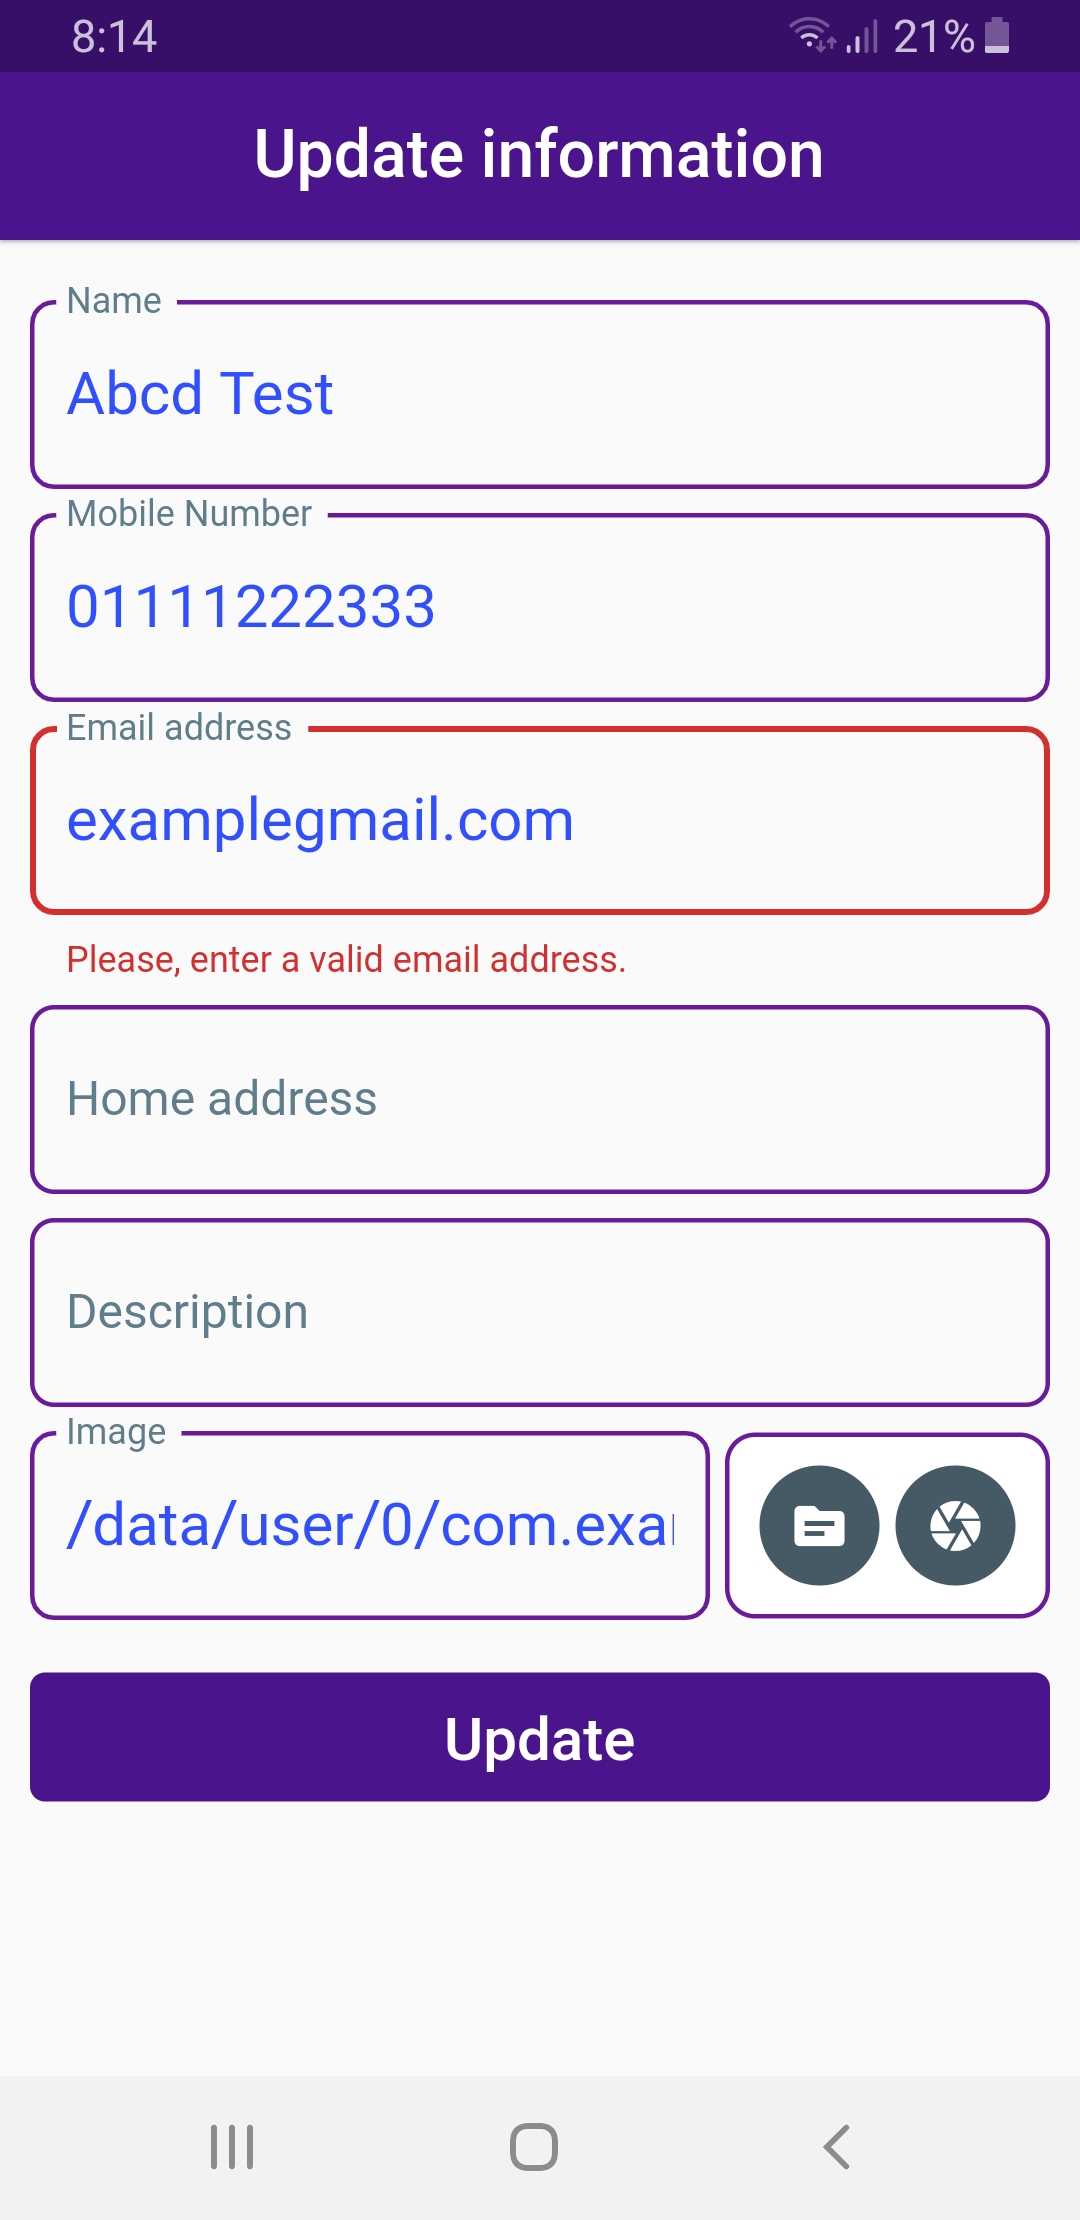 8:14 21%
Update information
Name
Abcd Test
Mobile Number
01111222333
Email address
examplegmail.com
Please, enter a valid email address.
Home address
Description
Image
/data/user/0/com.exa
Update